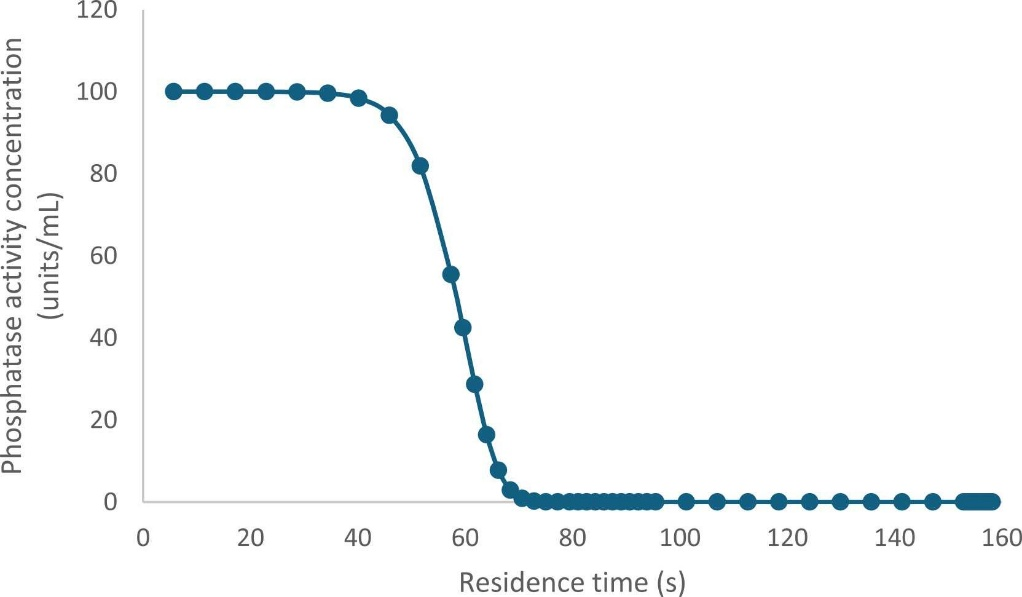 120
100
80
60
40
20
0
Phosphatase activity concentration
(units/mL)
0 20 40 60 80 100 120 140 160
Residence time (s)